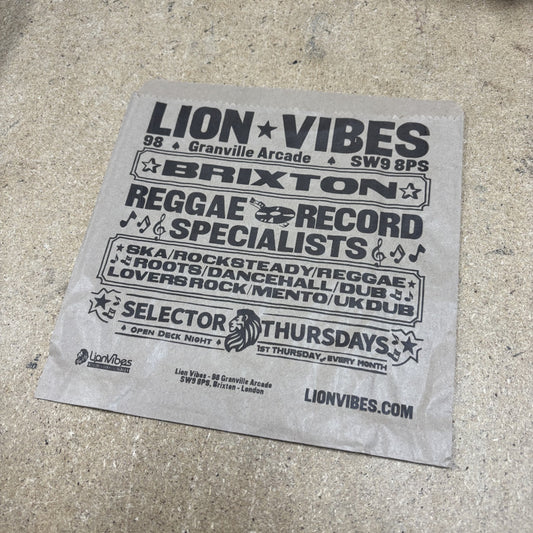 LION ★ VIBES
98 ♠ Granville Arcade ♠ SW9 8PS
BRIXTON
REGGAE RECORD
SPECIALISTS
SKA/ROCKSTEADY/REGGAE
ROOTS/DANCEHALL/DUB
LOVERS ROCK/MENTO/UK DUB
SELECTOR THURSDAYS
OPEN DECK NIGHT
1ST THURSDAY OF EVERY MONTH
LionVibes
Lion Vibes - 98 Granville Arcade
SW9 8PS, Brixton - London
LIONVIBES.COM